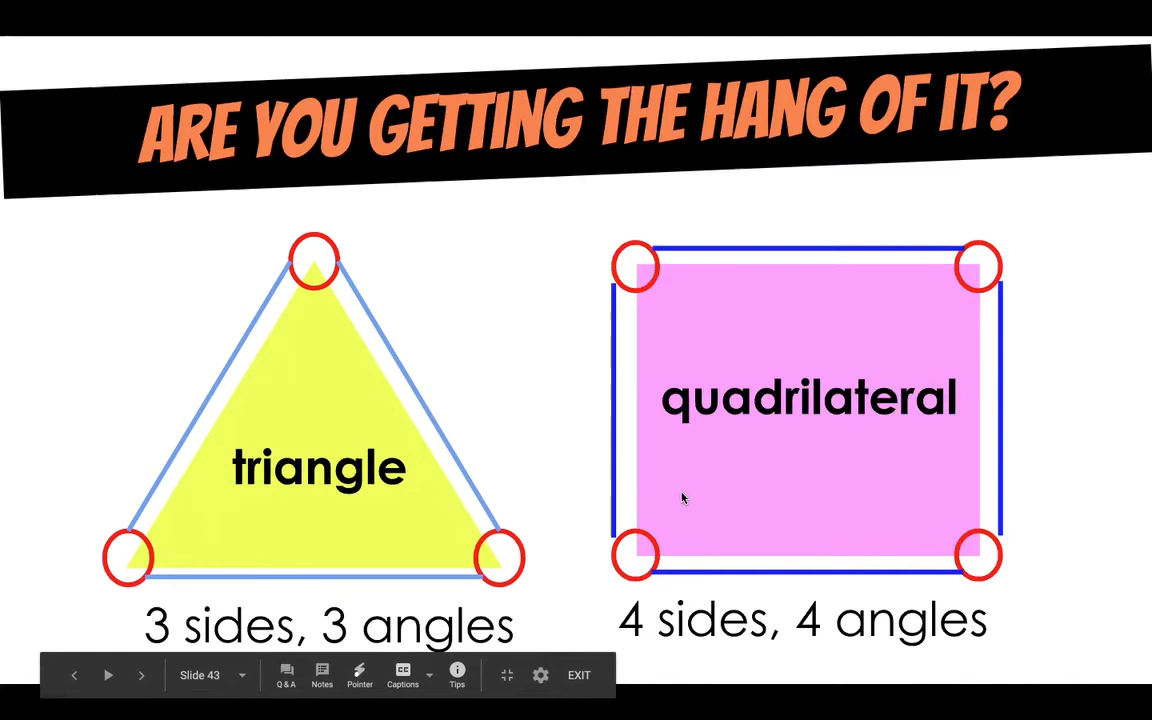 ARE YOU GETTING THE HANG OF IT?
triangle
quadrilateral
3 sides, 3 angles
4 sides, 4 angles
Slide 43
Q & A
Notes
Pointer
CC
Captions
Tips
EXIT